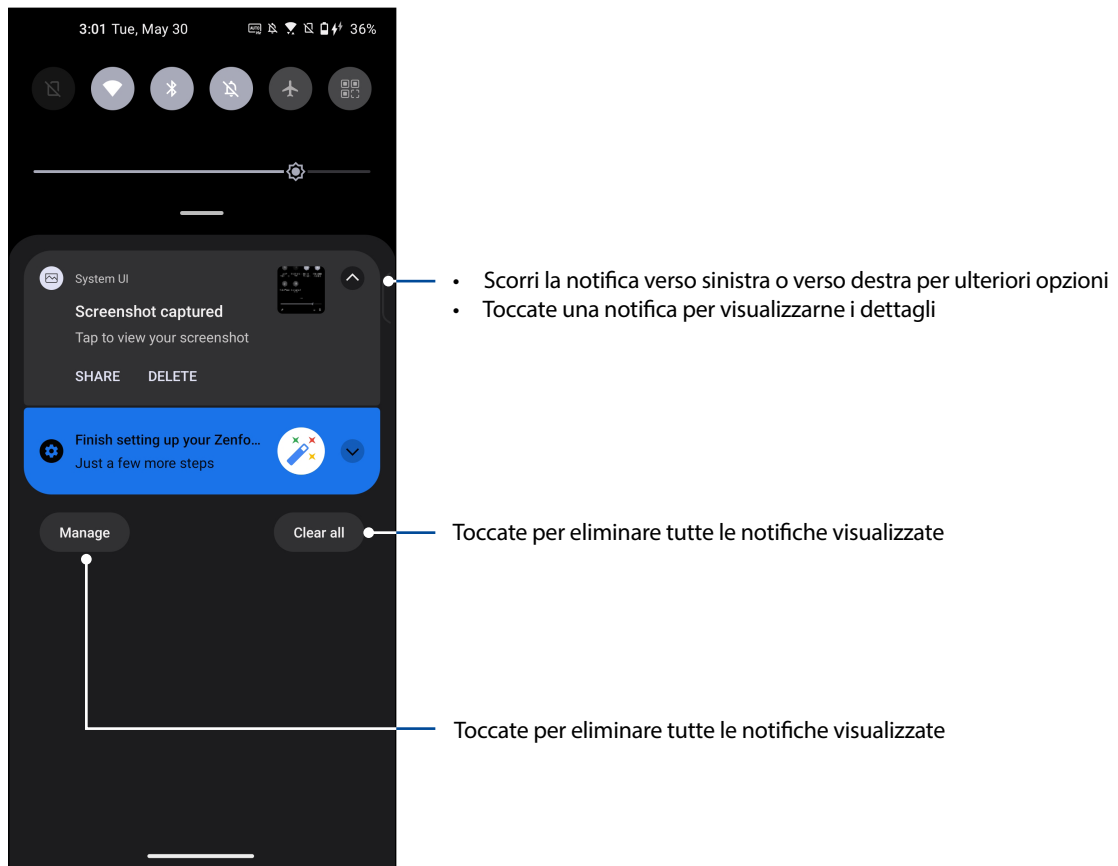 3:01 Tue, May 30 36%
System UI
Screenshot captured
Tap to view your screenshot
SHARE DELETE
Finish setting up your Zenfo...
Just a few more steps
Manage Clear all
• Scorri la notifica verso sinistra o verso destra per ulteriori opzioni
• Toccate una notifica per visualizzarne i dettagli
Toccate per eliminare tutte le notifiche visualizzate
Toccate per eliminare tutte le notifiche visualizzate